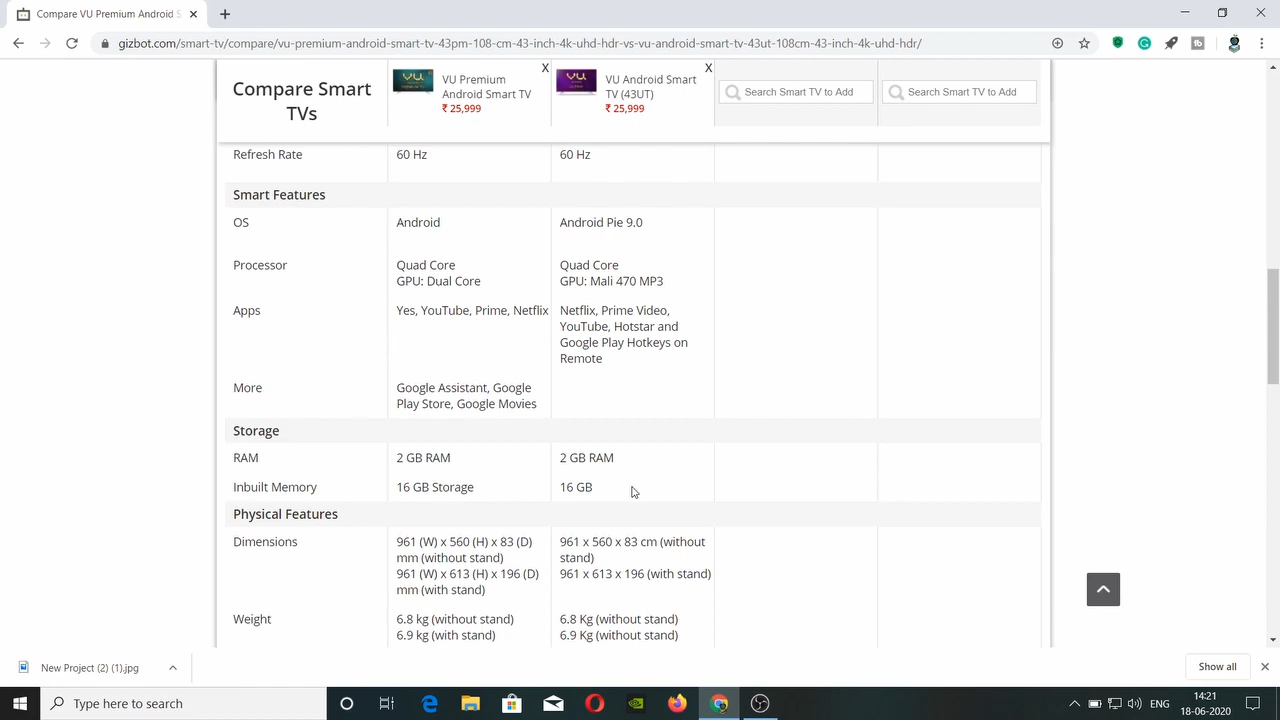 Compare VU Premium Android S
gizbot.com/smart-tv/compare/vu-premium-android-smart-tv-43pm-108-cm-43-inch-4k-uhd-hdr-vs-vu-android-smart-tv-43ut-108cm-43-inch-4k-uhd-hdr/
Compare Smart
TVs
X
VU Premium
Android Smart TV
₹ 25,999
X
VU Android Smart
TV (43UT)
₹ 25,999
Search Smart TV to Add
Search Smart TV to Add
Refresh Rate
60 Hz
60 Hz
Smart Features
OS
Android
Android Pie 9.0
Processor
Quad Core
GPU: Dual Core
Quad Core
GPU: Mali 470 MP3
Apps
Yes, YouTube, Prime, Netflix
Netflix, Prime Video,
YouTube, Hotstar and
Google Play Hotkeys on
Remote
More
Google Assistant, Google
Play Store, Google Movies
Storage
RAM
2 GB RAM
2 GB RAM
Inbuilt Memory
16 GB Storage
16 GB
Physical Features
Dimensions
961 (W) x 560 (H) x 83 (D)
mm (without stand)
961 (W) x 613 (H) x 196 (D)
mm (with stand)
961 x 560 x 83 cm (without
stand)
961 x 613 x 196 (with stand)
Weight
6.8 kg (without stand)
6.9 kg (with stand)
6.8 Kg (without stand)
6.9 Kg (without stand)
New Project (2) (1).jpg
Show all
Type here to search
ENG
14:21
18-06-2020